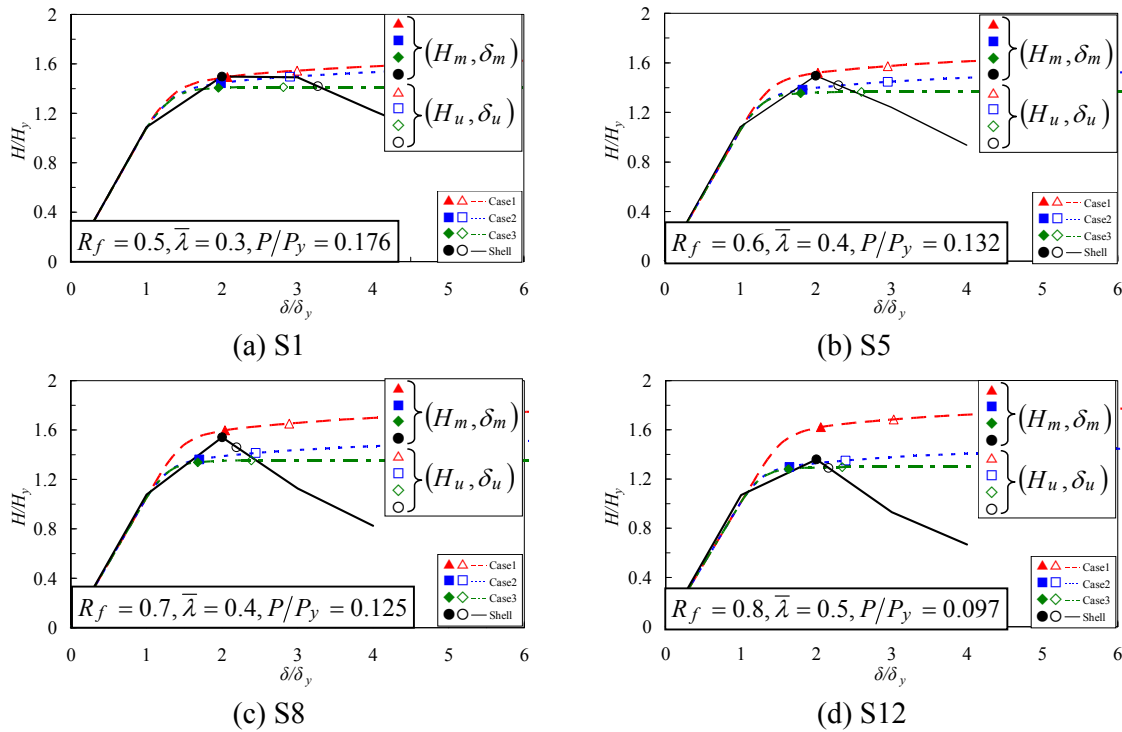 2
1.6
1.2
0.8
0.4
0
H/H_y
(H_m, δ_m)
(H_u, δ_u)
Case1
Case2
Case3
Shell
R_f = 0.5, λ̅ = 0.3, P/P_y = 0.176
0 1 2 3 4 5 6
δ/δ_y
(a) S1
2
1.6
1.2
0.8
0.4
0
H/H_y
(H_m, δ_m)
(H_u, δ_u)
Case1
Case2
Case3
Shell
R_f = 0.6, λ̅ = 0.4, P/P_y = 0.132
0 1 2 3 4 5 6
δ/δ_y
(b) S5
2
1.6
1.2
0.8
0.4
0
H/H_y
(H_m, δ_m)
(H_u, δ_u)
Case1
Case2
Case3
Shell
R_f = 0.7, λ̅ = 0.4, P/P_y = 0.125
0 1 2 3 4 5 6
δ/δ_y
(c) S8
2
1.6
1.2
0.8
0.4
0
H/H_y
(H_m, δ_m)
(H_u, δ_u)
Case1
Case2
Case3
Shell
R_f = 0.8, λ̅ = 0.5, P/P_y = 0.097
0 1 2 3 4 5 6
δ/δ_y
(d) S12